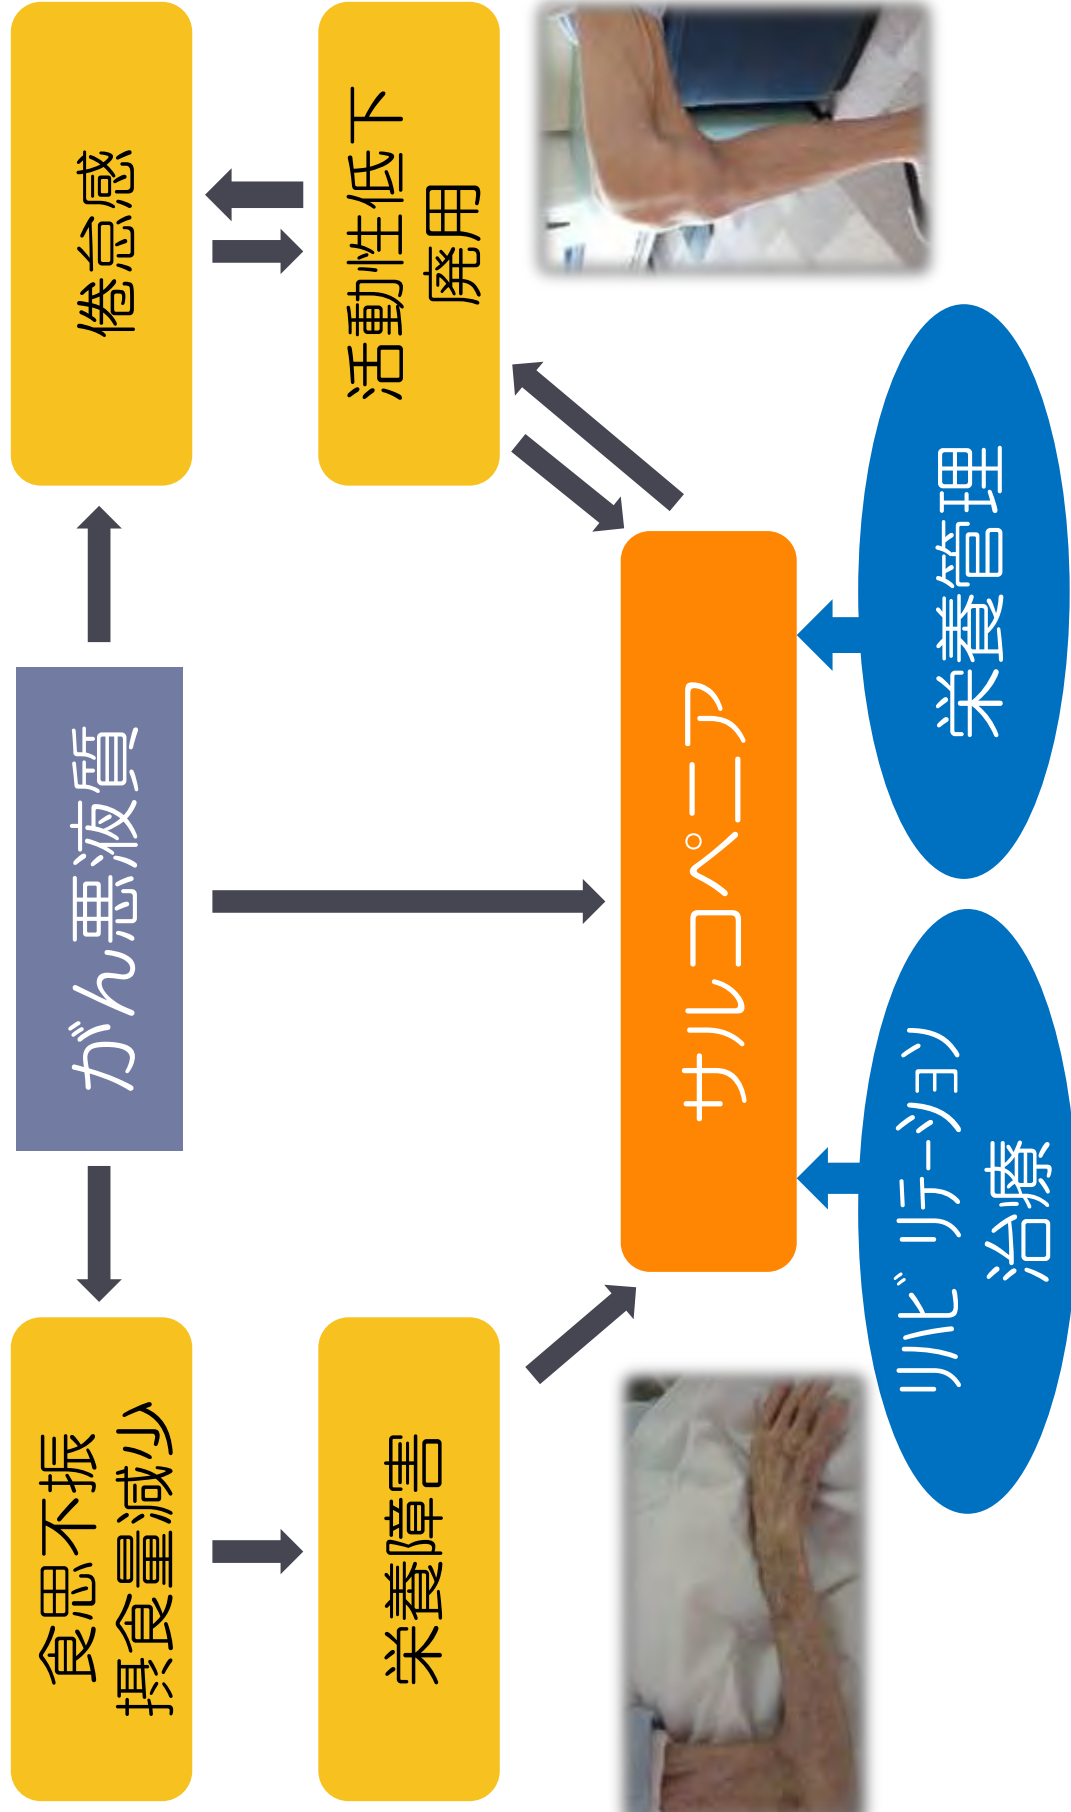 がん悪液質
食思不振
摂食量減少
倦怠感
栄養障害
活動性低下
廃用
サルコペニア
リハビリテーション
治療
栄養管理